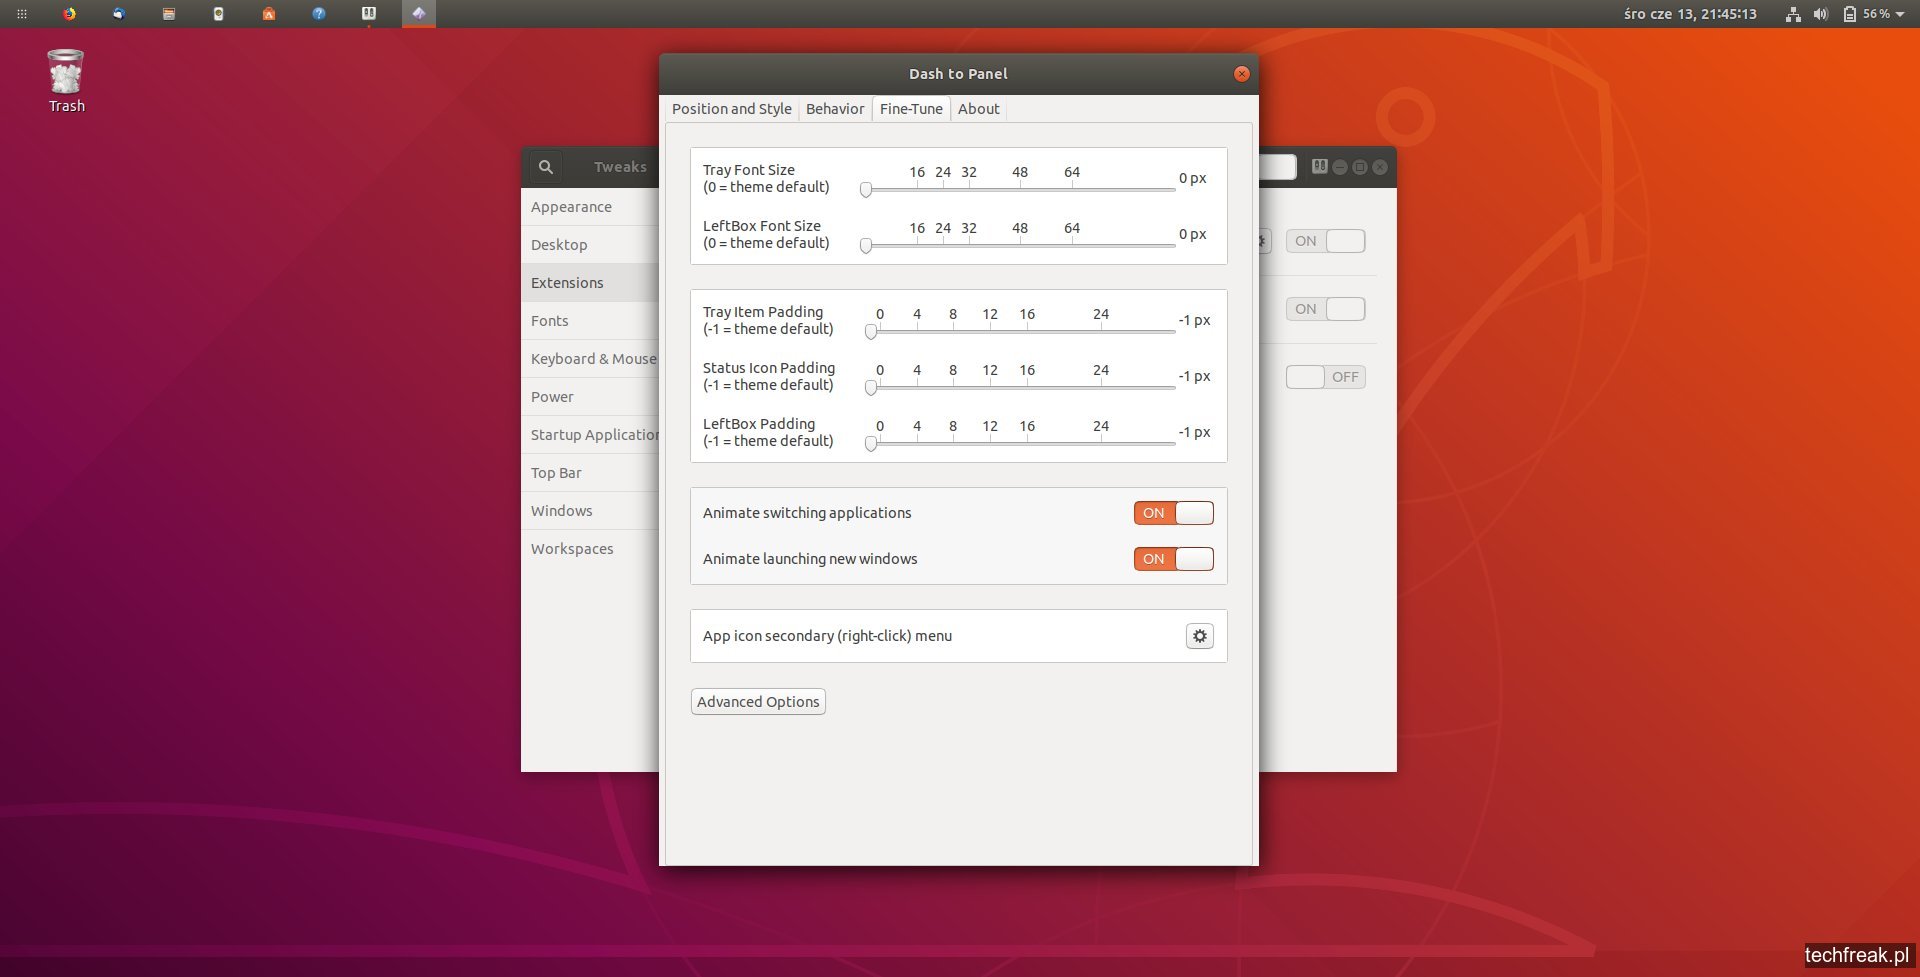 śro cze 13, 21:45:13
56 %
Trash
Dash to Panel
Position and Style
Behavior
Fine-Tune
About
Tweaks
Appearance
Desktop
Extensions
Fonts
Keyboard & Mouse
Power
Startup Application
Top Bar
Windows
Workspaces
Tray Font Size
(0 = theme default)
16 24 32 48 64
0 px
LeftBox Font Size
(0 = theme default)
16 24 32 48 64
0 px
Tray Item Padding
(-1 = theme default)
0 4 8 12 16 24
-1 px
Status Icon Padding
(-1 = theme default)
0 4 8 12 16 24
-1 px
LeftBox Padding
(-1 = theme default)
0 4 8 12 16 24
-1 px
Animate switching applications
ON
Animate launching new windows
ON
App icon secondary (right-click) menu
Advanced Options
ON
ON
OFF
techfreak.pl